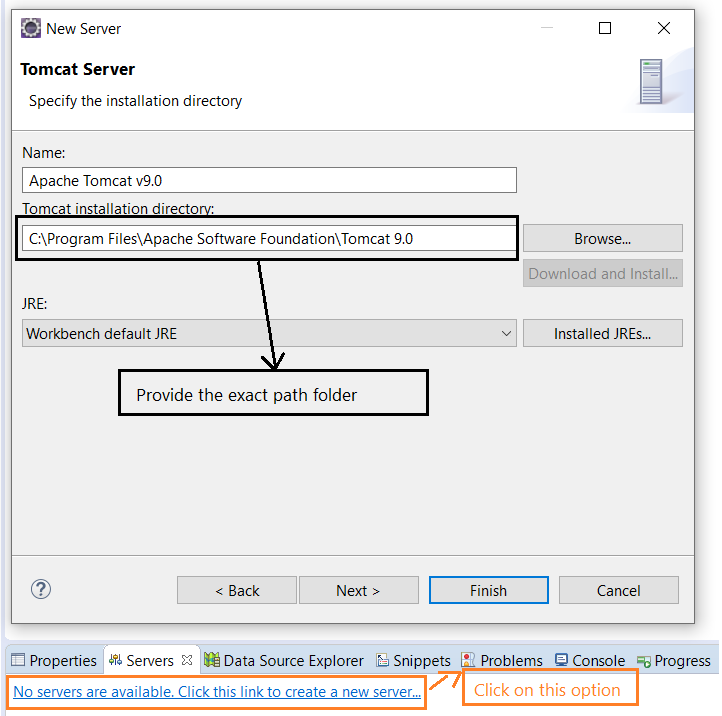 New Server
Tomcat Server
Specify the installation directory
Name:
Apache Tomcat v9.0
Tomcat installation directory:
C:\Program Files\Apache Software Foundation\Tomcat 9.0
Browse...
Download and Install...
JRE:
Workbench default JRE
Installed JREs...
Provide the exact path folder
?
< Back
Next >
Finish
Cancel
Properties
Servers
Data Source Explorer
Snippets
Problems
Console
Progress
No servers are available. Click this link to create a new server...
Click on this option